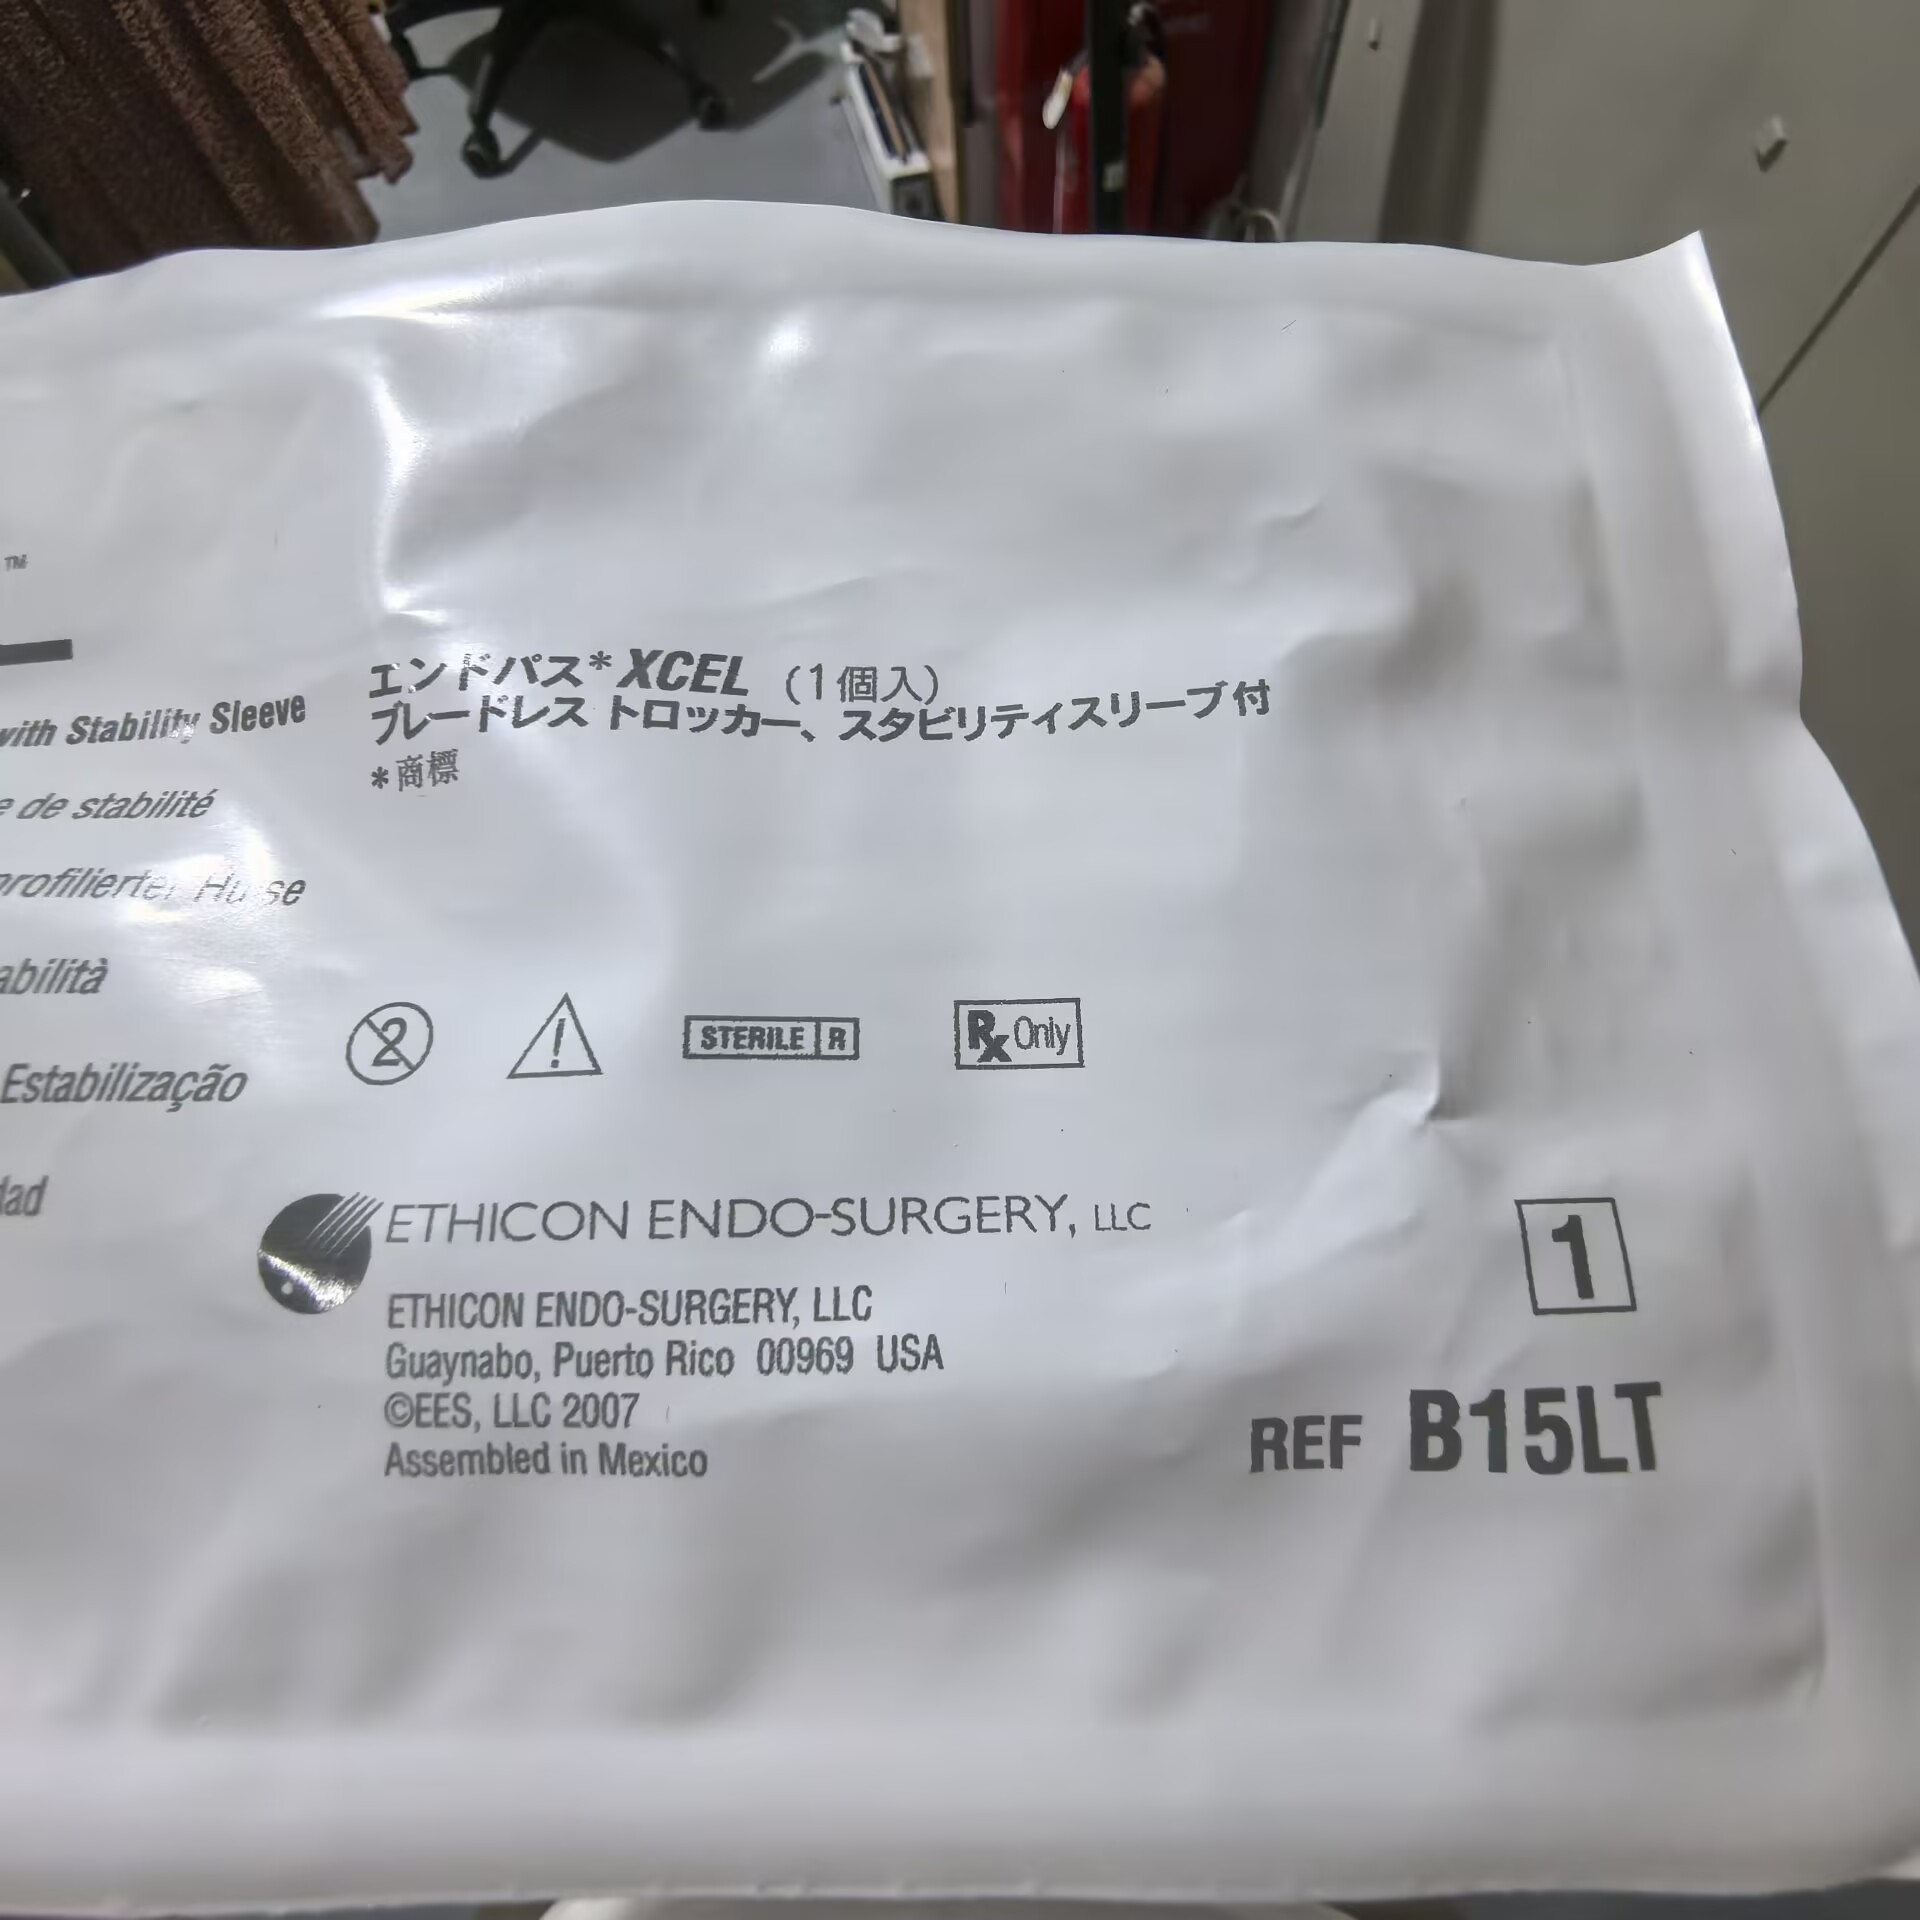 ™
with Stability Sleeve
de stabilité
profilierter Hülse
abilità
Estabilização
dad
エンドパス* XCEL (1個入)
ブレードレス トロッカー、スタビリティスリーブ付
*商標
2
!
STERILE R
Rx Only
ETHICON ENDO-SURGERY, LLC
ETHICON ENDO-SURGERY, LLC
Guaynabo, Puerto Rico 00969 USA
©EES, LLC 2007
Assembled in Mexico
1
REF B15LT